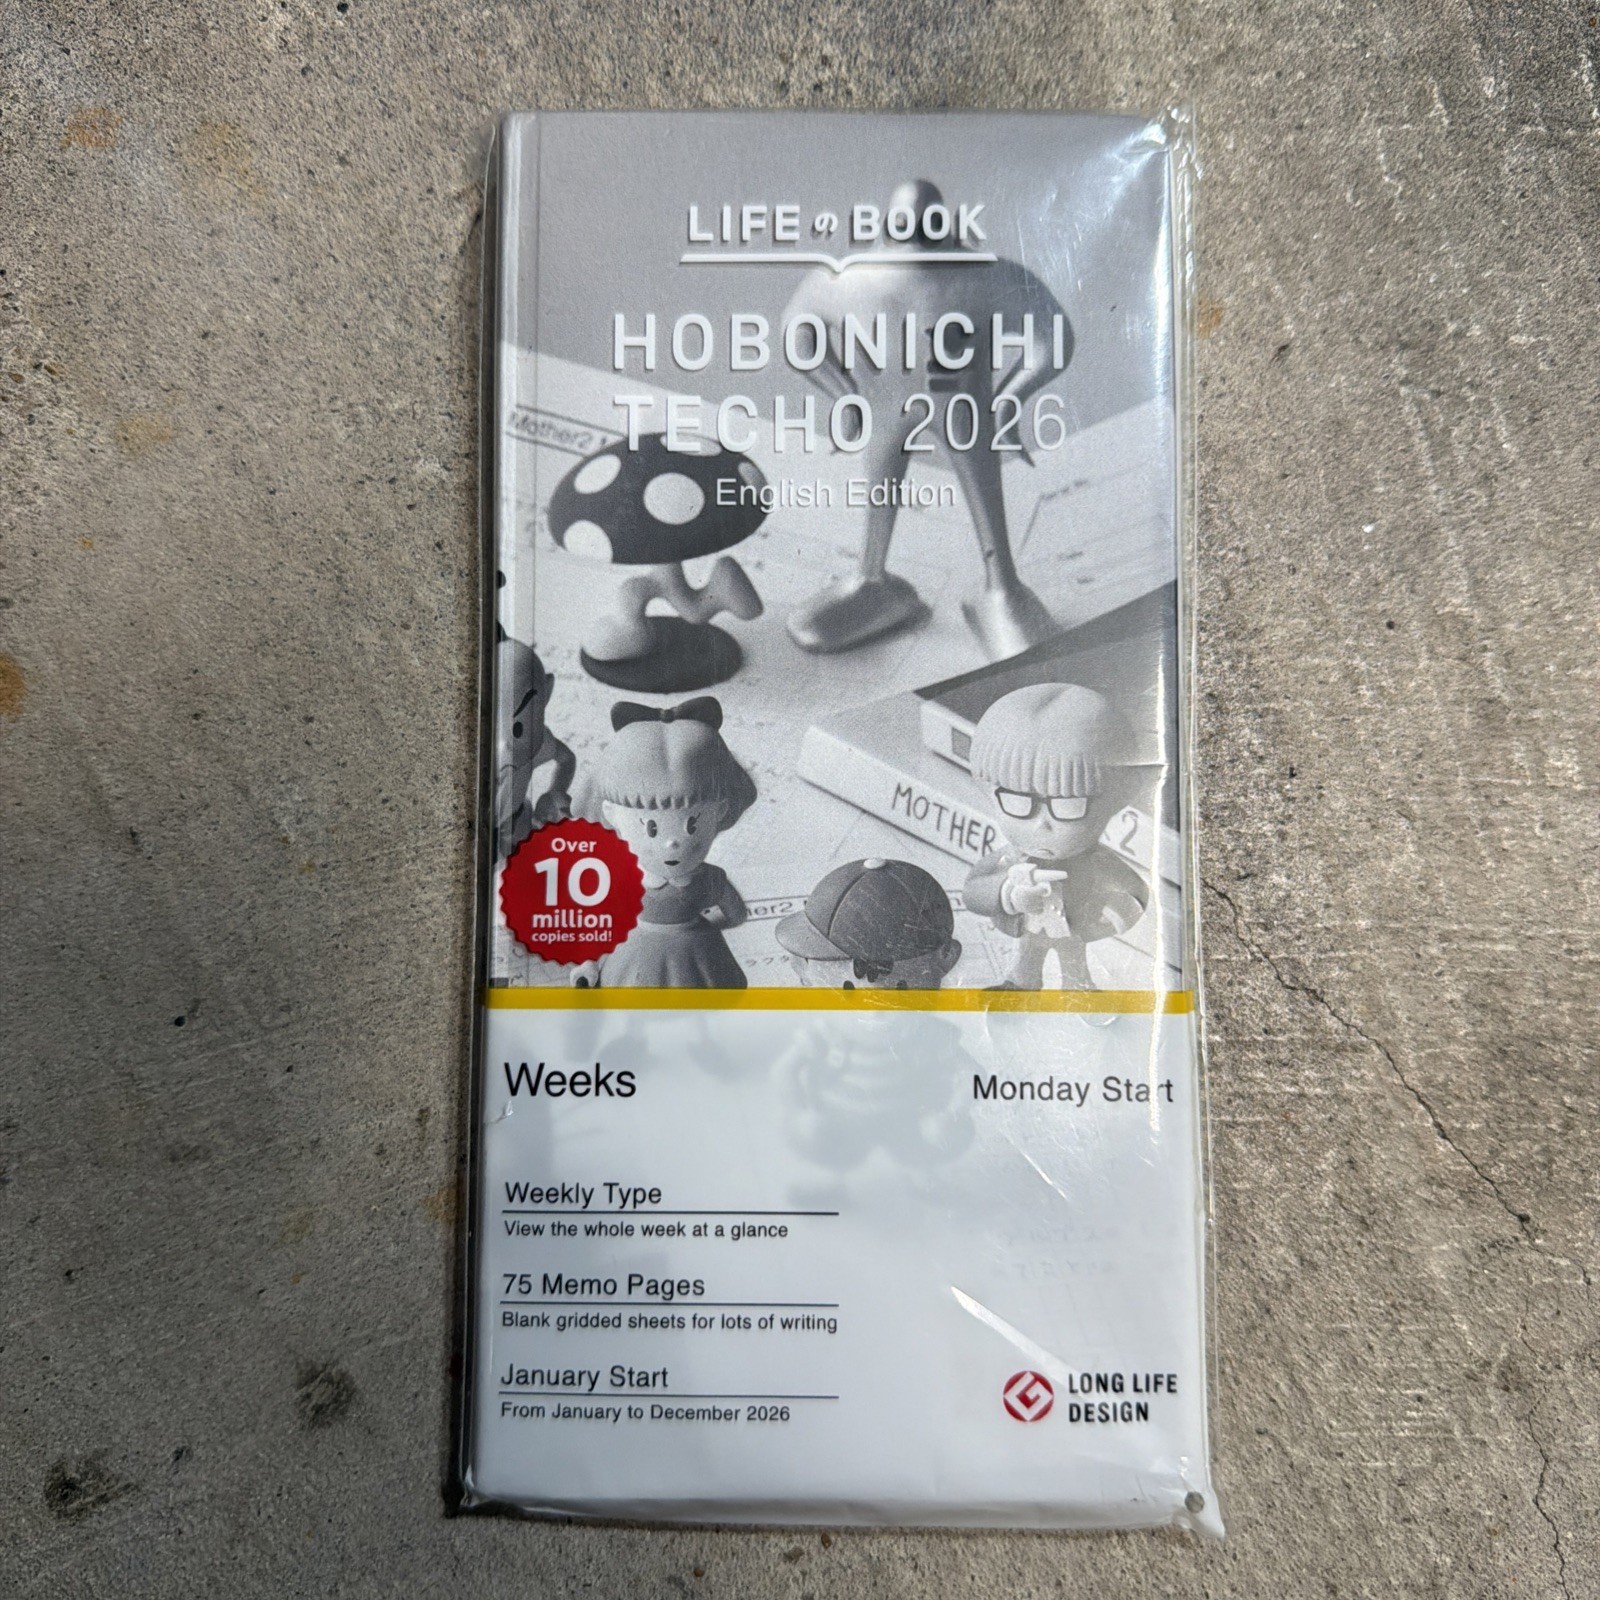 LIFEのBOOK
HOBONICHI
TECHO 2026
English Edition
Mother2
MOTHER 2
Over
10
million
copies sold!
Weeks
Monday Start
Weekly Type
View the whole week at a glance
75 Memo Pages
Blank gridded sheets for lots of writing
January Start
From January to December 2026
LONG LIFE
DESIGN